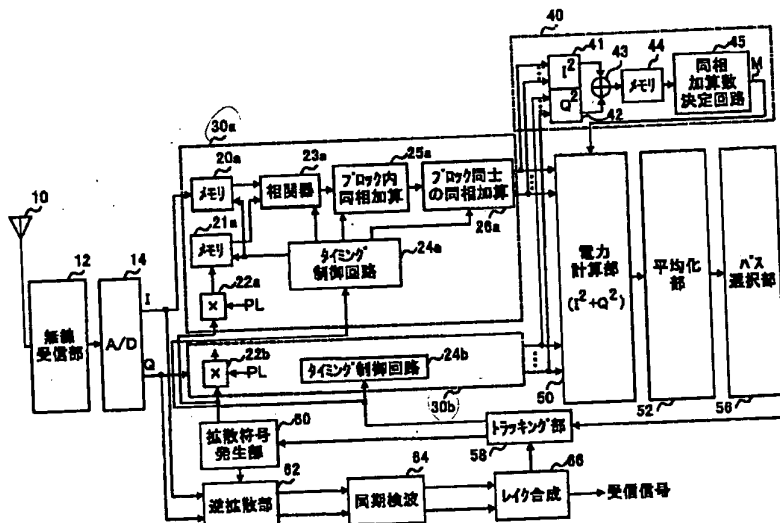 40
41
43
44
45
I²
Q²
42
メモリ
同相
加算数
決定回路
M
30a
20a
メモリ
23a
相関器
25a
ブロック内
同相加算
ブロック同士
の同相加算
26a
21a
メモリ
タイミング
制御回路
24a
22a
×
PL
10
12
無線
受信部
14
A/D
I
Q
22b
×
PL
タイミング制御回路
24b
30b
電力
計算部
(I²+Q²)
50
平均化
部
52
パス
選択部
56
60
拡散符号
発生部
トラッキング部
58
62
逆拡散部
64
同期検波
66
レイク合成
受信信号